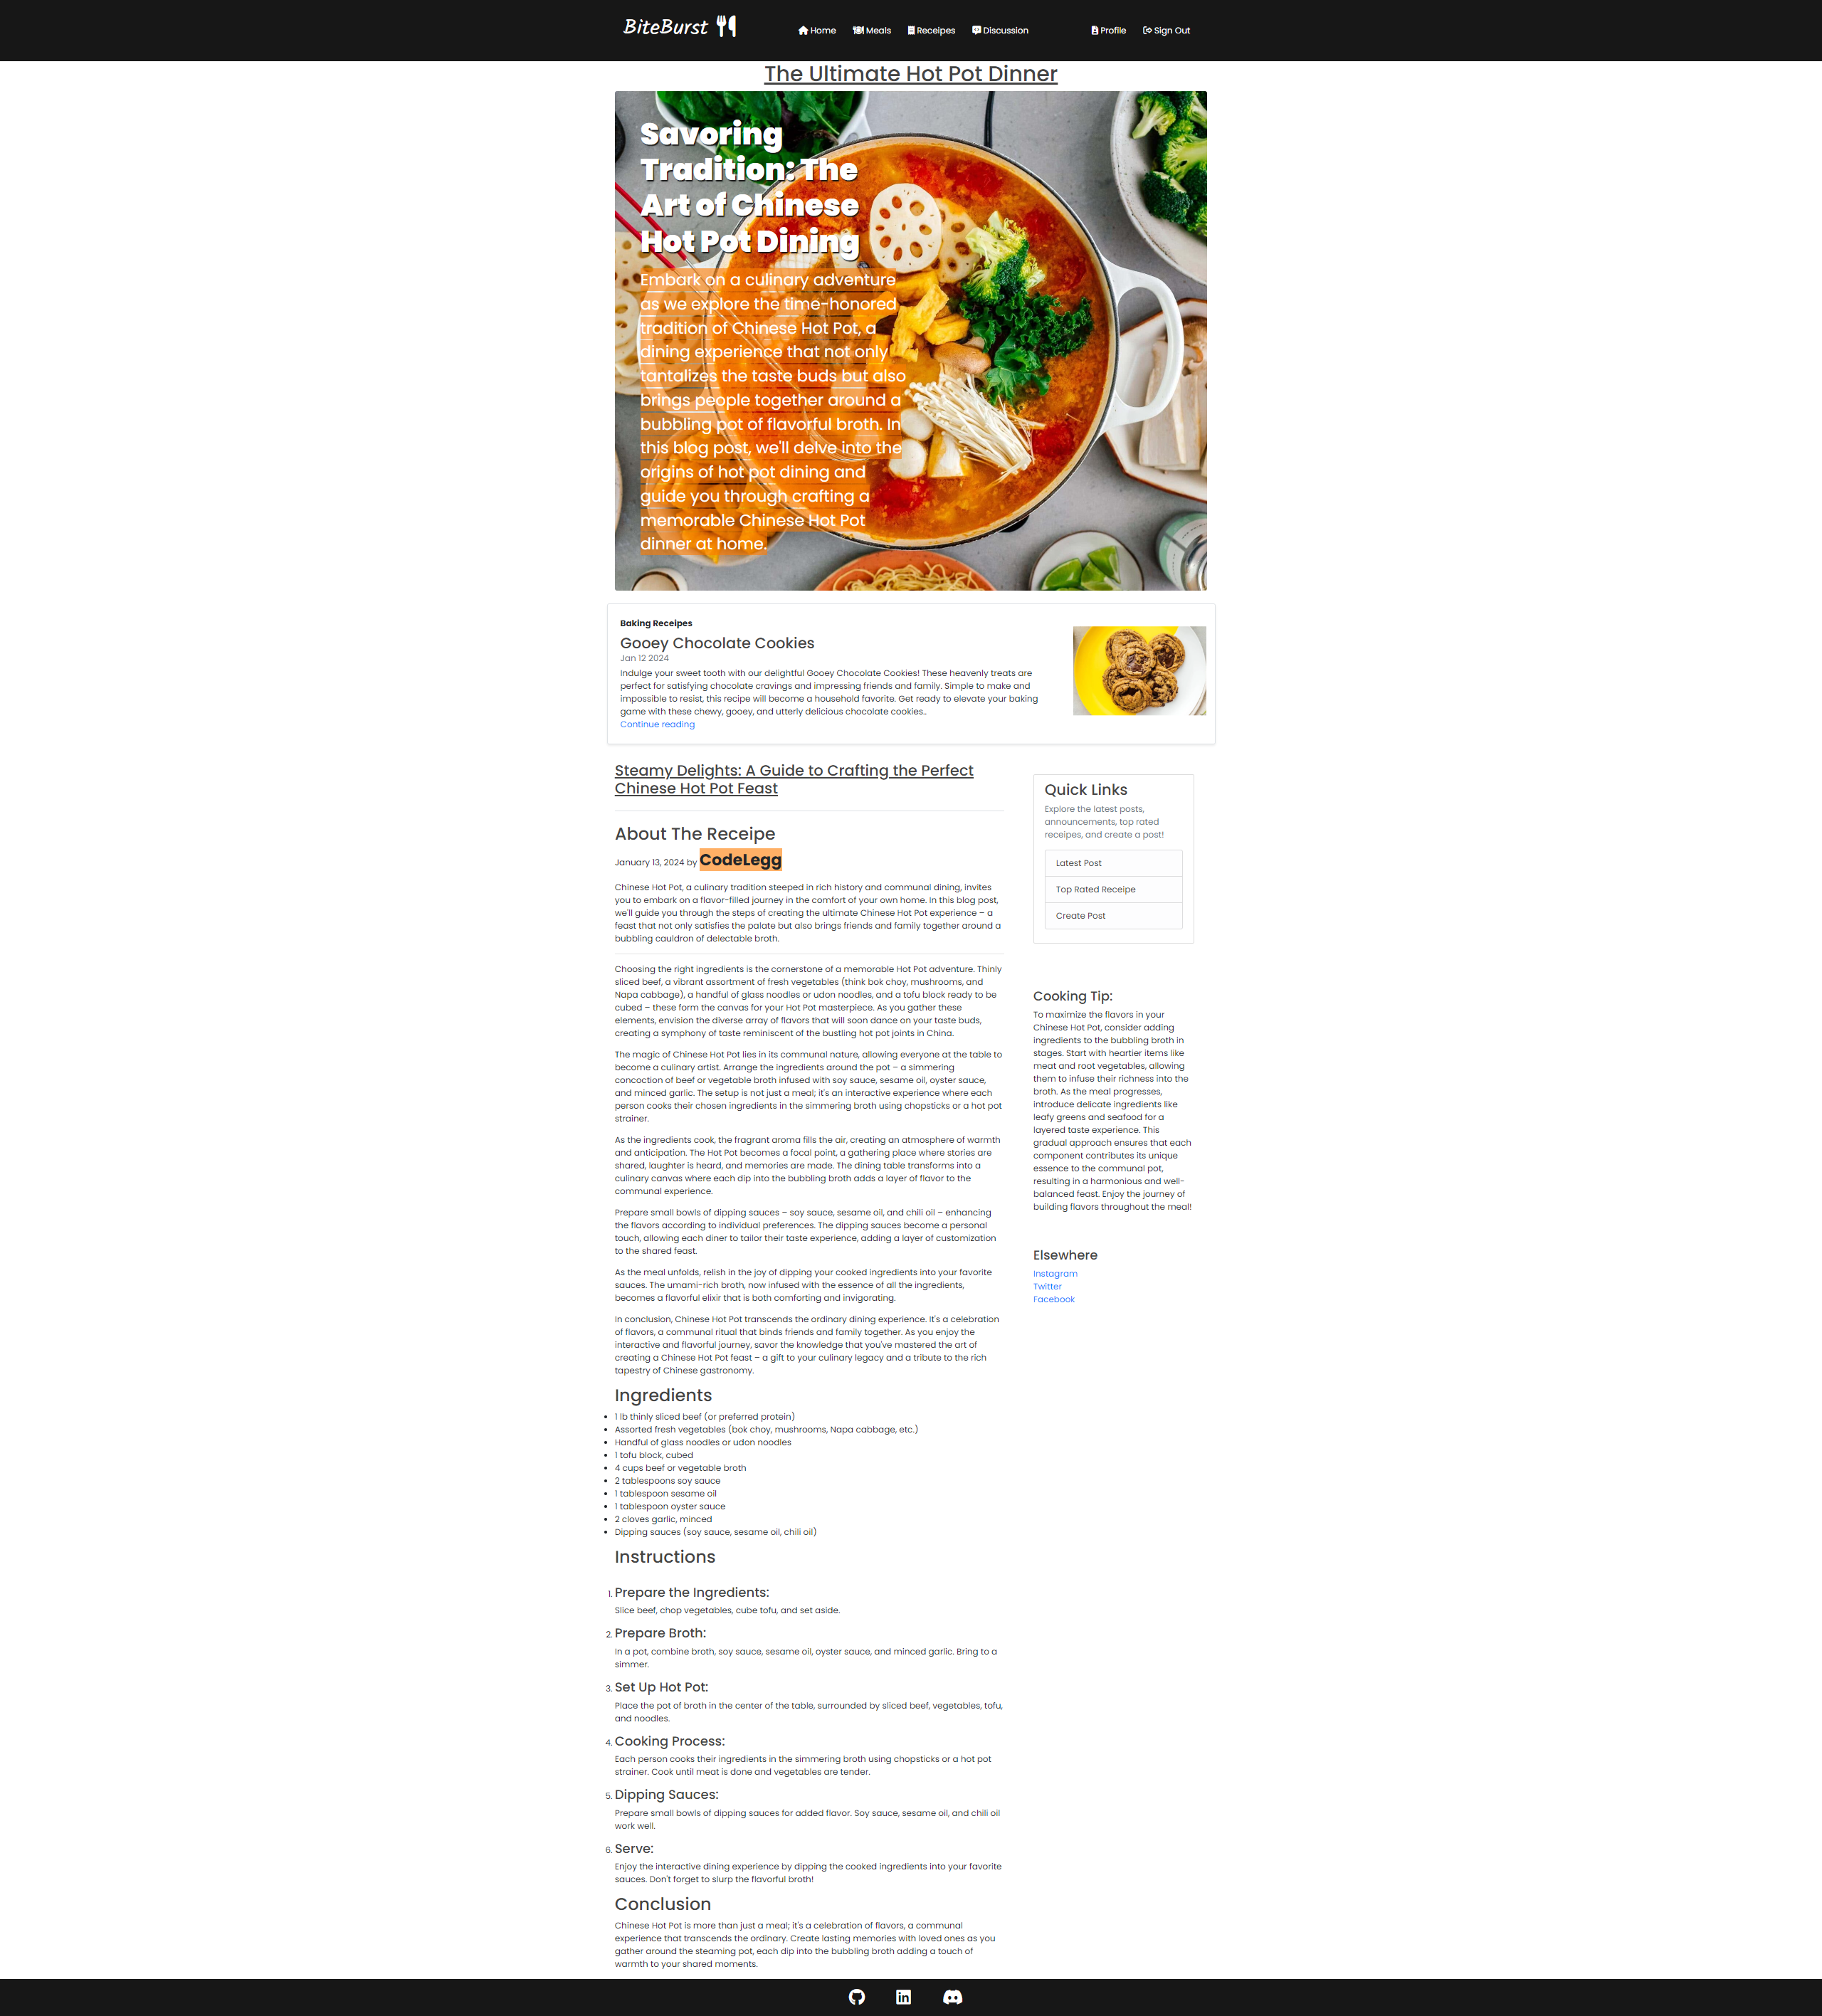 BiteBurst
Home
Meals
Receipes
Discussion
Profile
Sign Out
The Ultimate Hot Pot Dinner
Savoring
Tradition: The
Art of Chinese
Hot Pot Dining
Embark on a culinary adventure
as we explore the time-honored
tradition of Chinese Hot Pot, a
dining experience that not only
tantalizes the taste buds but also
brings people together around a
bubbling pot of flavorful broth. In
this blog post, we'll delve into the
origins of hot pot dining and
guide you through crafting a
memorable Chinese Hot Pot
dinner at home.
Baking Receipes
Gooey Chocolate Cookies
Jan 12 2024
Indulge your sweet tooth with our delightful Gooey Chocolate Cookies! These heavenly treats are
perfect for satisfying chocolate cravings and impressing friends and family. Simple to make and
impossible to resist, this recipe will become a household favorite. Get ready to elevate your baking
game with these chewy, gooey, and utterly delicious chocolate cookies..
Continue reading
Steamy Delights: A Guide to Crafting the Perfect
Chinese Hot Pot Feast
About The Receipe
January 13, 2024 by CodeLegg
Chinese Hot Pot, a culinary tradition steeped in rich history and communal dining, invites
you to embark on a flavor-filled journey in the comfort of your own home. In this blog post,
we'll guide you through the steps of creating the ultimate Chinese Hot Pot experience – a
feast that not only satisfies the palate but also brings friends and family together around a
bubbling cauldron of delectable broth.
Choosing the right ingredients is the cornerstone of a memorable Hot Pot adventure. Thinly
sliced beef, a vibrant assortment of fresh vegetables (think bok choy, mushrooms, and
Napa cabbage), a handful of glass noodles or udon noodles, and a tofu block ready to be
cubed – these form the canvas for your Hot Pot masterpiece. As you gather these
elements, envision the diverse array of flavors that will soon dance on your taste buds,
creating a symphony of taste reminiscent of the bustling hot pot joints in China.
The magic of Chinese Hot Pot lies in its communal nature, allowing everyone at the table to
become a culinary artist. Arrange the ingredients around the pot – a simmering
concoction of beef or vegetable broth infused with soy sauce, sesame oil, oyster sauce,
and minced garlic. The setup is not just a meal; it's an interactive experience where each
person cooks their chosen ingredients in the simmering broth using chopsticks or a hot pot
strainer.
As the ingredients cook, the fragrant aroma fills the air, creating an atmosphere of warmth
and anticipation. The Hot Pot becomes a focal point, a gathering place where stories are
shared, laughter is heard, and memories are made. The dining table transforms into a
culinary canvas where each dip into the bubbling broth adds a layer of flavor to the
communal experience.
Prepare small bowls of dipping sauces – soy sauce, sesame oil, and chili oil – enhancing
the flavors according to individual preferences. The dipping sauces become a personal
touch, allowing each diner to tailor their taste experience, adding a layer of customization
to the shared feast.
As the meal unfolds, relish in the joy of dipping your cooked ingredients into your favorite
sauces. The umami-rich broth, now infused with the essence of all the ingredients,
becomes a flavorful elixir that is both comforting and invigorating.
In conclusion, Chinese Hot Pot transcends the ordinary dining experience. It's a celebration
of flavors, a communal ritual that binds friends and family together. As you enjoy the
interactive and flavorful journey, savor the knowledge that you've mastered the art of
creating a Chinese Hot Pot feast – a gift to your culinary legacy and a tribute to the rich
tapestry of Chinese gastronomy.
Ingredients
• 1 lb thinly sliced beef (or preferred protein)
• Assorted fresh vegetables (bok choy, mushrooms, Napa cabbage, etc.)
• Handful of glass noodles or udon noodles
• 1 tofu block, cubed
• 4 cups beef or vegetable broth
• 2 tablespoons soy sauce
• 1 tablespoon sesame oil
• 1 tablespoon oyster sauce
• 2 cloves garlic, minced
• Dipping sauces (soy sauce, sesame oil, chili oil)
Instructions
1. Prepare the Ingredients:
Slice beef, chop vegetables, cube tofu, and set aside.
2. Prepare Broth:
In a pot, combine broth, soy sauce, sesame oil, oyster sauce, and minced garlic. Bring to a
simmer.
3. Set Up Hot Pot:
Place the pot of broth in the center of the table, surrounded by sliced beef, vegetables, tofu,
and noodles.
4. Cooking Process:
Each person cooks their ingredients in the simmering broth using chopsticks or a hot pot
strainer. Cook until meat is done and vegetables are tender.
5. Dipping Sauces:
Prepare small bowls of dipping sauces for added flavor. Soy sauce, sesame oil, and chili oil
work well.
6. Serve:
Enjoy the interactive dining experience by dipping the cooked ingredients into your favorite
sauces. Don't forget to slurp the flavorful broth!
Conclusion
Chinese Hot Pot is more than just a meal; it's a celebration of flavors, a communal
experience that transcends the ordinary. Create lasting memories with loved ones as you
gather around the steaming pot, each dip into the bubbling broth adding a touch of
warmth to your shared moments.
Quick Links
Explore the latest posts,
announcements, top rated
receipes, and create a post!
Latest Post
Top Rated Receipe
Create Post
Cooking Tip:
To maximize the flavors in your
Chinese Hot Pot, consider adding
ingredients to the bubbling broth in
stages. Start with heartier items like
meat and root vegetables, allowing
them to infuse their richness into the
broth. As the meal progresses,
introduce delicate ingredients like
leafy greens and seafood for a
layered taste experience. This
gradual approach ensures that each
component contributes its unique
essence to the communal pot,
resulting in a harmonious and well-
balanced feast. Enjoy the journey of
building flavors throughout the meal!
Elsewhere
Instagram
Twitter
Facebook
in